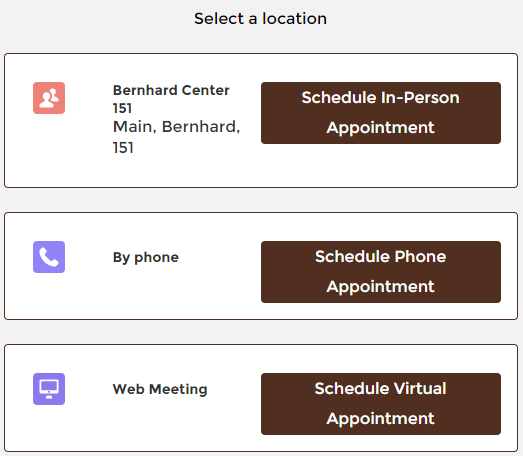 Select a location
Bernhard Center
151
Main, Bernhard,
151
Schedule In-Person
Appointment
By phone
Schedule Phone
Appointment
Web Meeting
Schedule Virtual
Appointment